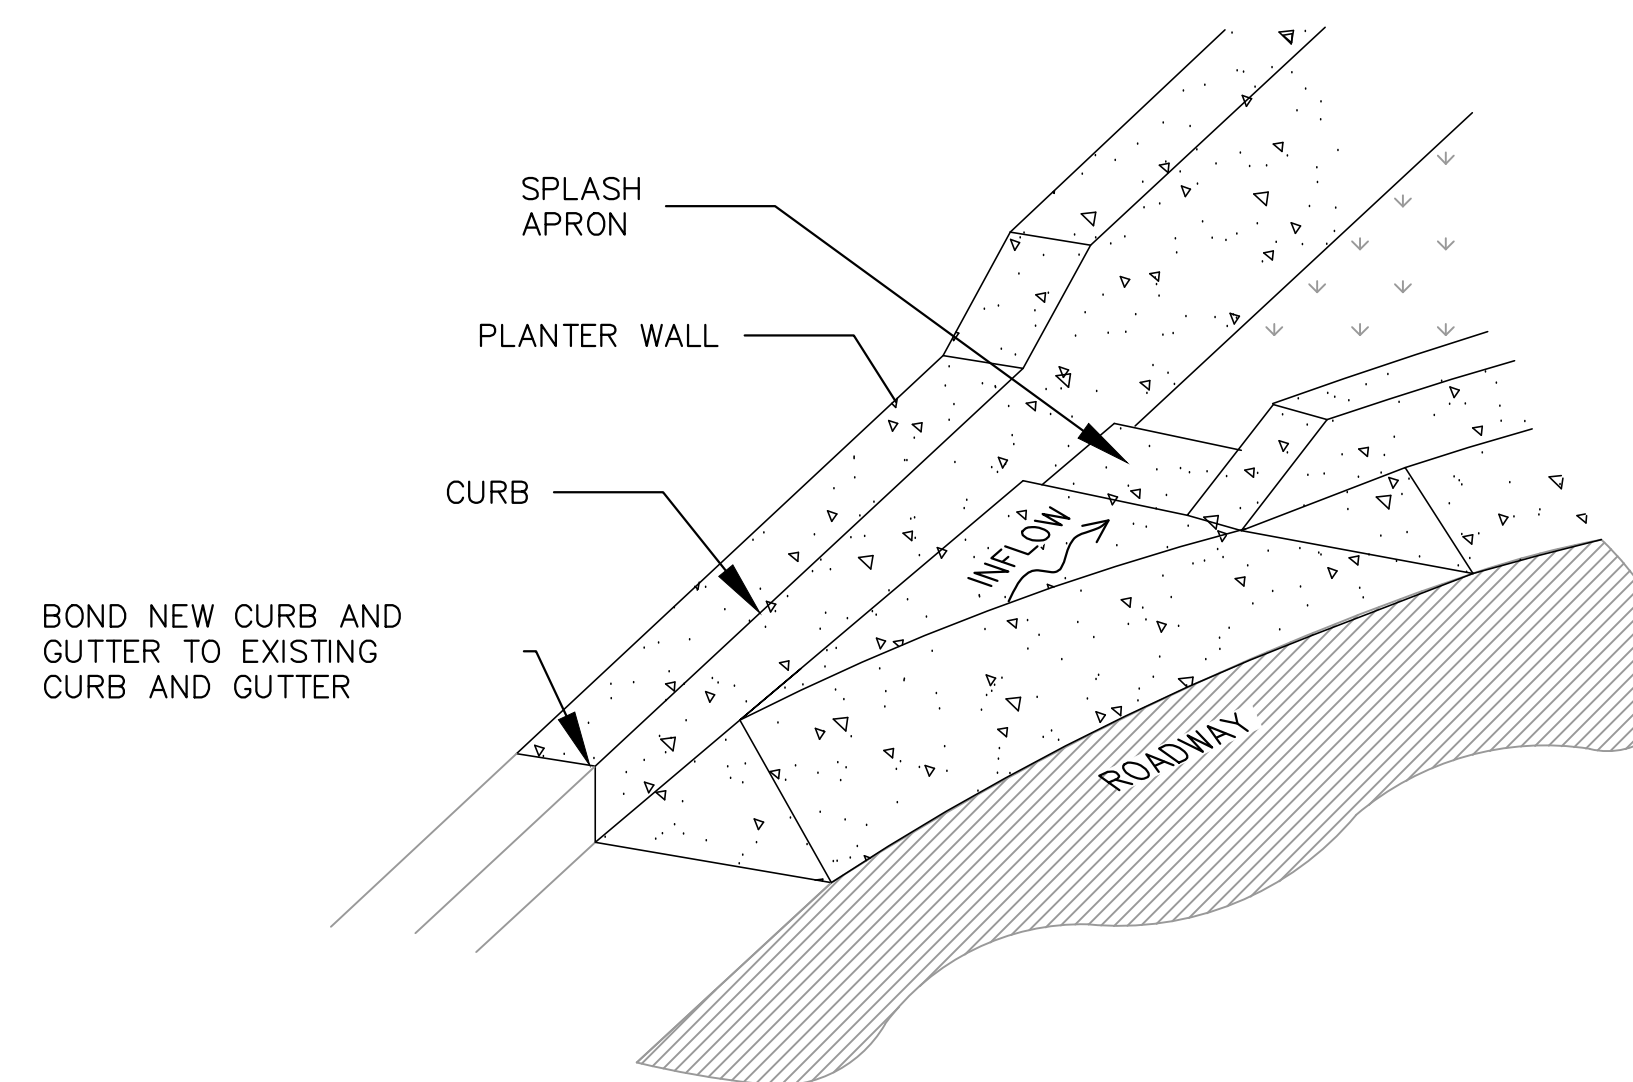 SPLASH
APRON
PLANTER WALL
CURB
INFLOW
BOND NEW CURB AND
GUTTER TO EXISTING
CURB AND GUTTER
ROADWAY